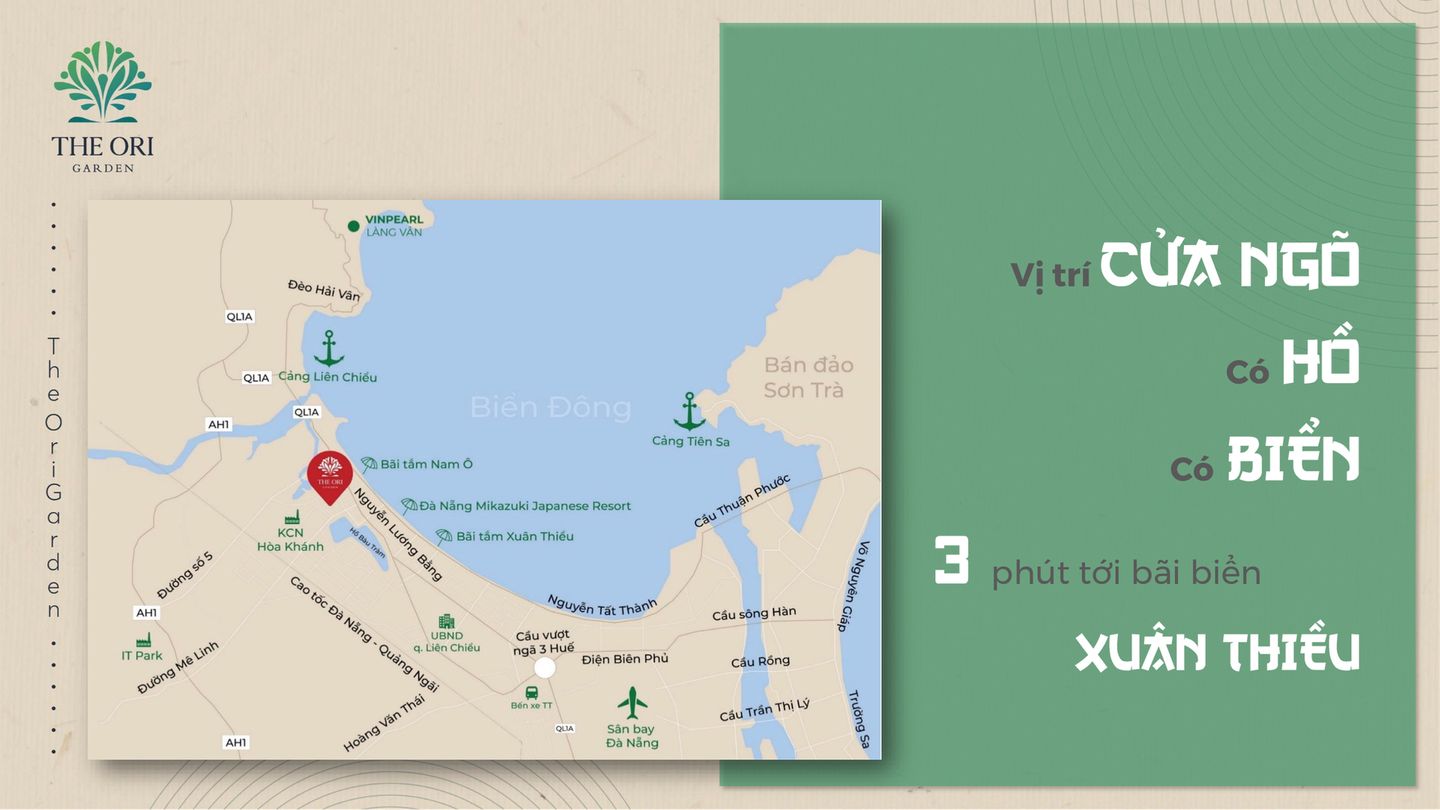 THE ORI
GARDEN
The OriGarden
VINPEARL
LÀNG VÂN
Đèo Hải Vân
QL1A
Cảng Liên Chiểu
QL1A
QL1A
AH1
Biển Đông
Bán đảo
Sơn Trà
Cảng Tiên Sa
THE ORI
Bãi tắm Nam Ô
Đà Nẵng Mikazuki Japanese Resort
Bãi tắm Xuân Thiều
Nguyễn Lương Bằng
Cầu Thuận Phước
KCN
Hòa Khánh
Hồ Bàu Tràm
Võ Nguyên Giáp
Đường số 5
Cao tốc Đà Nẵng - Quảng Ngãi
Nguyễn Tất Thành
Cầu sông Hàn
AH1
UBND
q. Liên Chiểu
Cầu vượt
ngã 3 Huế
IT Park
Đường Mê Linh
Điện Biên Phủ
Cầu Rồng
Bến xe TT
Hoàng Văn Thái
QL1A
Sân bay
Đà Nẵng
Cầu Trần Thị Lý
Trường Sa
AH1
Vị trí CỬA NGÕ
Có HỒ
Có BIỂN
3 phút tới bãi biển
XUÂN THIỀU